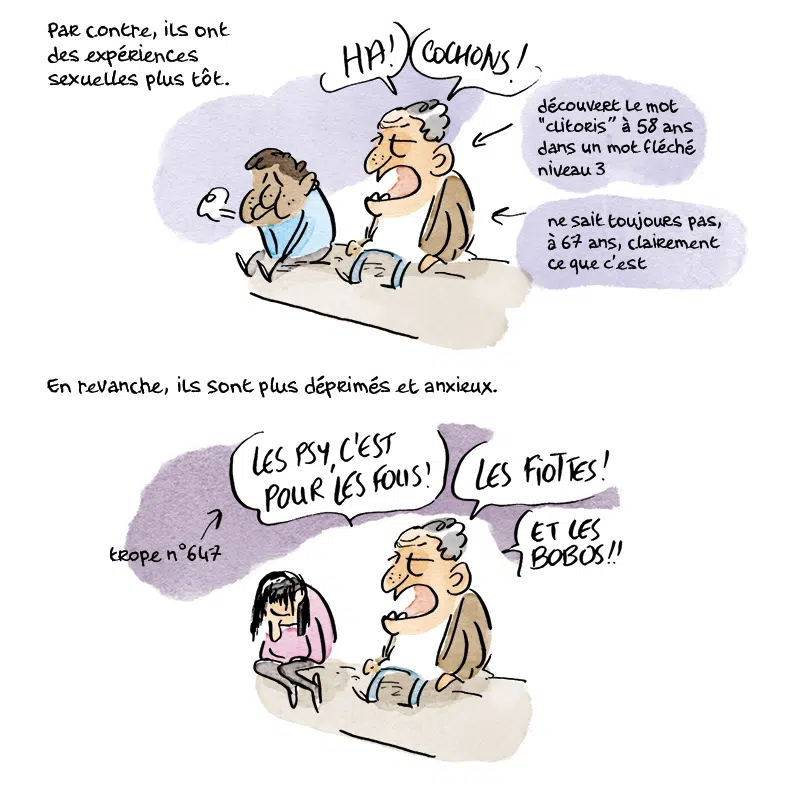 Par contre, ils ont
des expériences
sexuelles plus tôt.
HA!
COCHONS!
découvert le mot
"clitoris" à 58 ans
dans un mot fléché
niveau 3
ne sait toujours pas,
à 67 ans, clairement
ce que c'est
En revanche, ils sont plus déprimés et anxieux.
LES PSY, C'EST
POUR LES FOUS!
LES FIOTTES!
ET LES
BOBOS!!
trope n°647